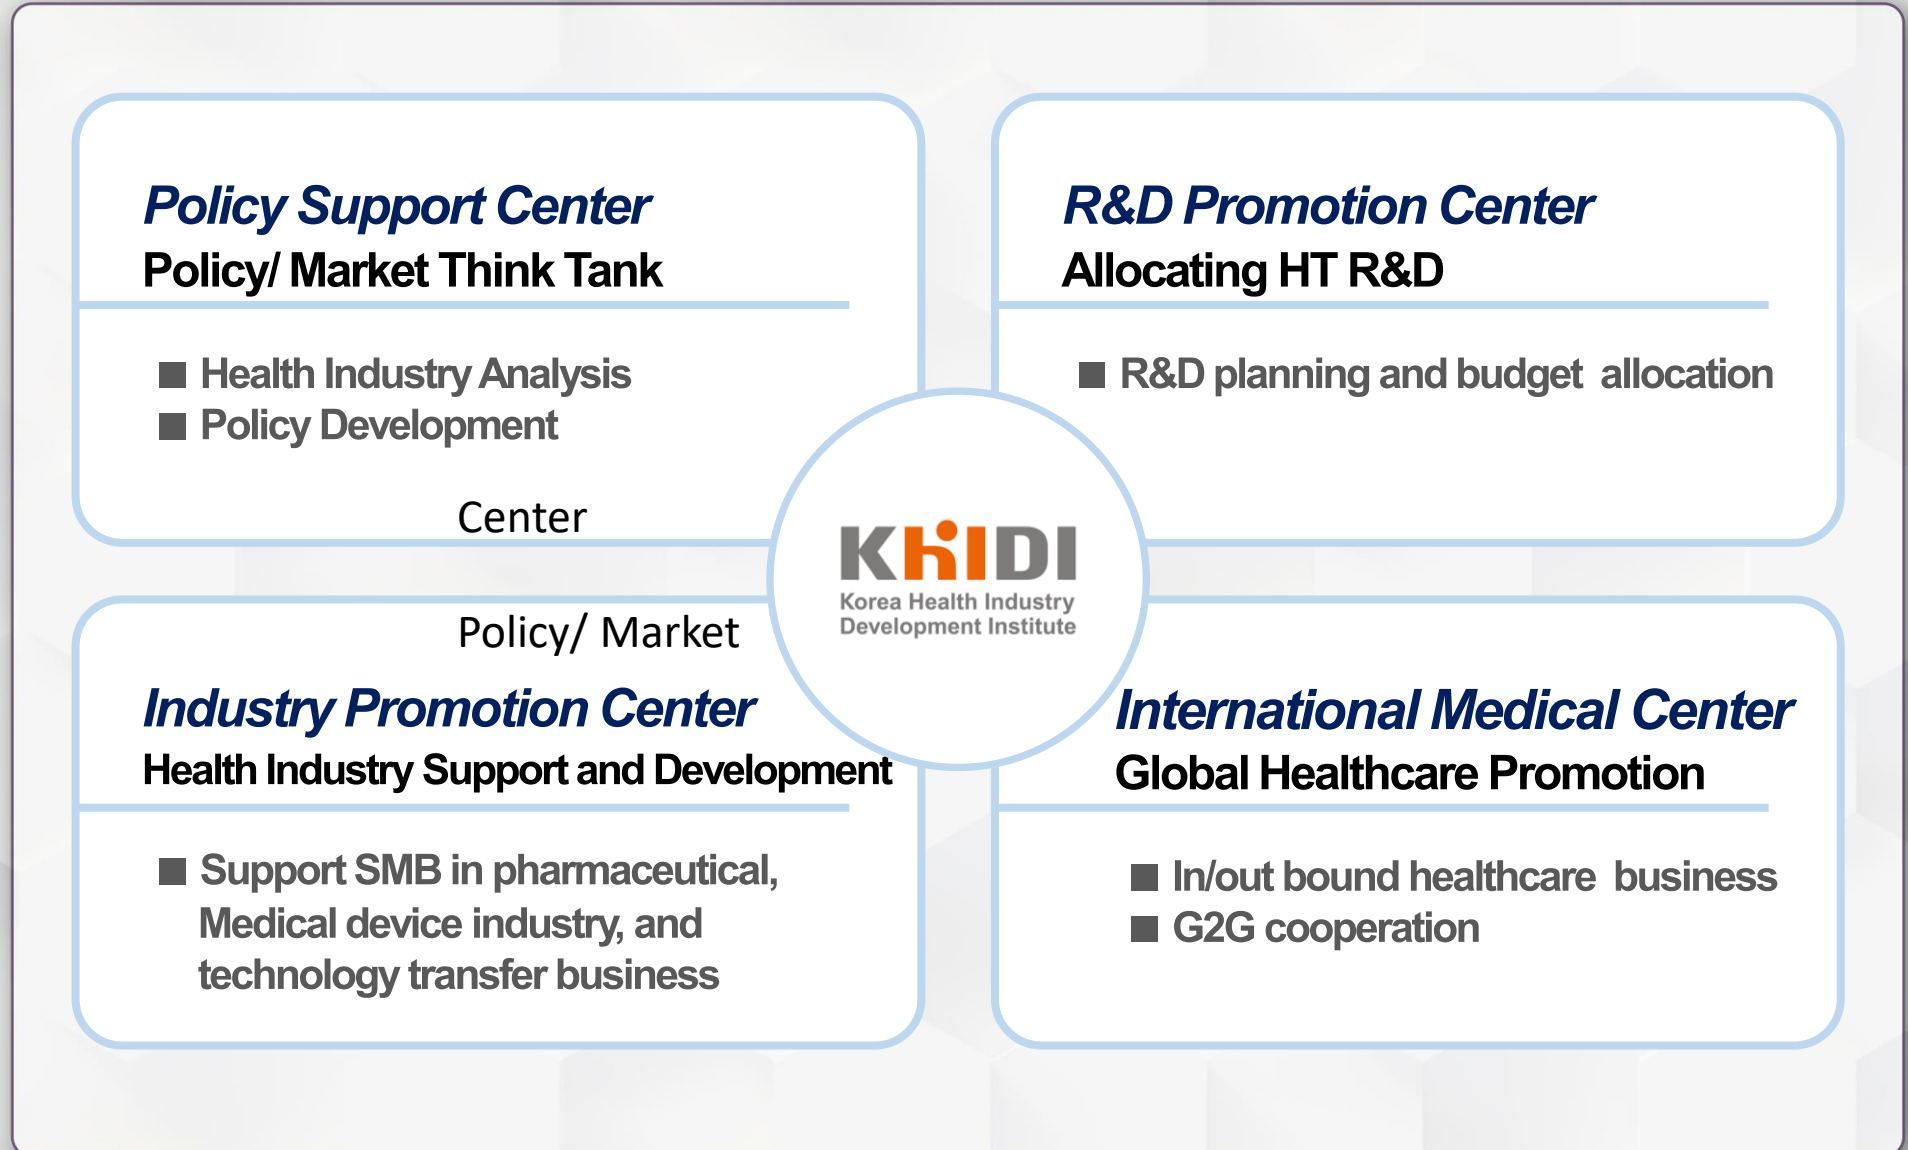 Policy Support Center
Policy/ Market Think Tank
■ Health Industry Analysis
■ Policy Development
Center
R&D Promotion Center
Allocating HT R&D
■ R&D planning and budget allocation
KHIDI
Korea Health Industry
Development Institute
Policy/ Market
Industry Promotion Center
Health Industry Support and Development
■ Support SMB in pharmaceutical,
Medical device industry, and
technology transfer business
International Medical Center
Global Healthcare Promotion
■ In/out bound healthcare business
■ G2G cooperation